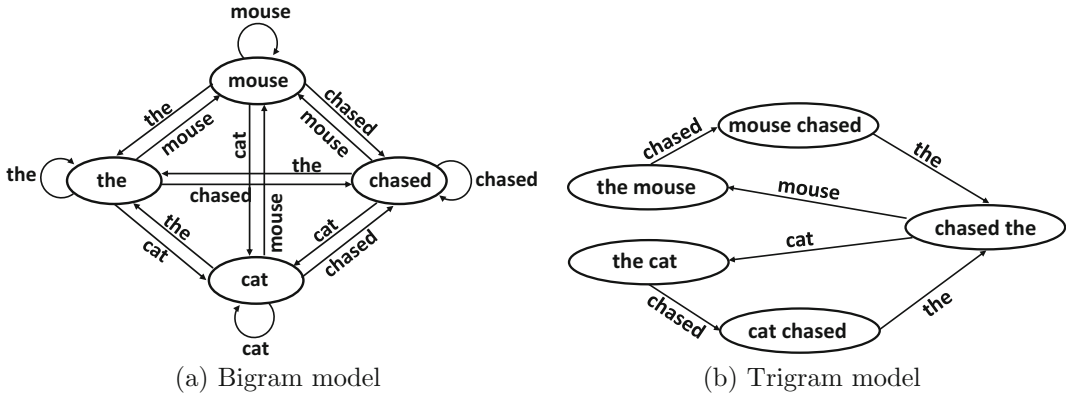 mouse
mouse
the
chased
mouse
mouse
cat
the
the
the
chased
chased
chased
the
cat
mouse
cat
chased
cat
cat
(a) Bigram model
mouse chased
chased
the
the mouse
mouse
chased the
cat
the cat
chased
the
cat chased
(b) Trigram model